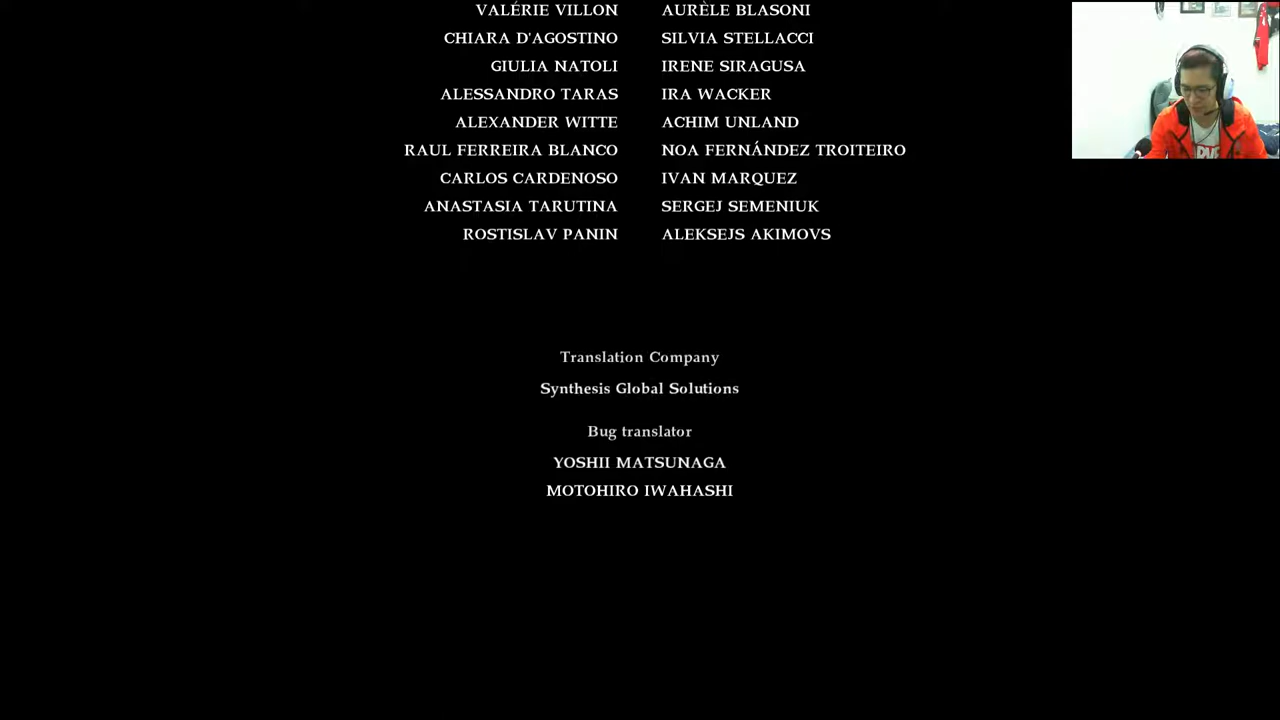 VALÉRIE VILLON AURÈLE BLASONI
CHIARA D'AGOSTINO SILVIA STELLACCI
GIULIA NATOLI IRENE SIRAGUSA
ALESSANDRO TARAS IRA WACKER
ALEXANDER WITTE ACHIM UNLAND
RAUL FERREIRA BLANCO NOA FERNÁNDEZ TROITEIRO
CARLOS CARDENOSO IVAN MARQUEZ
ANASTASIA TARUTINA SERGEJ SEMENIUK
ROSTISLAV PANIN ALEKSEJS AKIMOVS
Translation Company
Synthesis Global Solutions
Bug translator
YOSHII MATSUNAGA
MOTOHIRO IWAHASHI